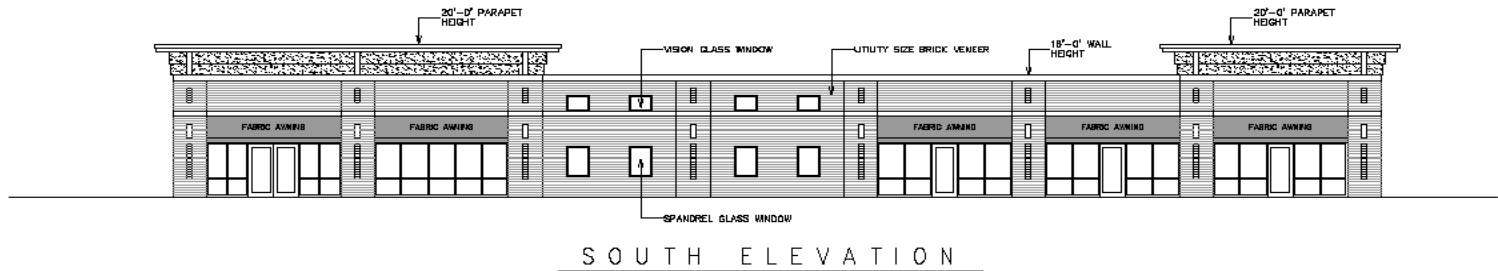 20'-0" PARAPET
HEIGHT
20'-0" PARAPET
HEIGHT
VISION GLASS WINDOW
UTILITY SIZE BRICK VENEER
16'-0" WALL
HEIGHT
FABRIC AWNING
FABRIC AWNING
FABRIC AWNING
FABRIC AWNING
FABRIC AWNING
SPANDREL GLASS WINDOW
SOUTH ELEVATION